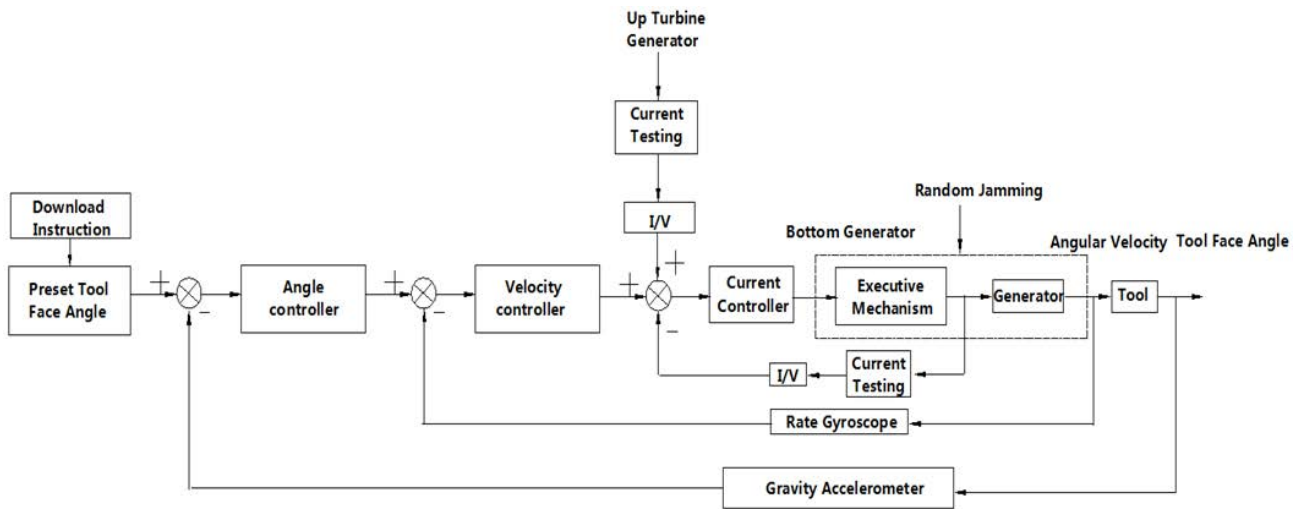 Up Turbine
Generator
Current
Testing
Download
Instruction
I/V
Random Jamming
Bottom Generator
Angular Velocity Tool Face Angle
+
+
+
+
Preset Tool
Face Angle
Angle
controller
Velocity
controller
Current
Controller
Executive
Mechanism
Generator
Tool
-
-
-
I/V
Current
Testing
Rate Gyroscope
Gravity Accelerometer